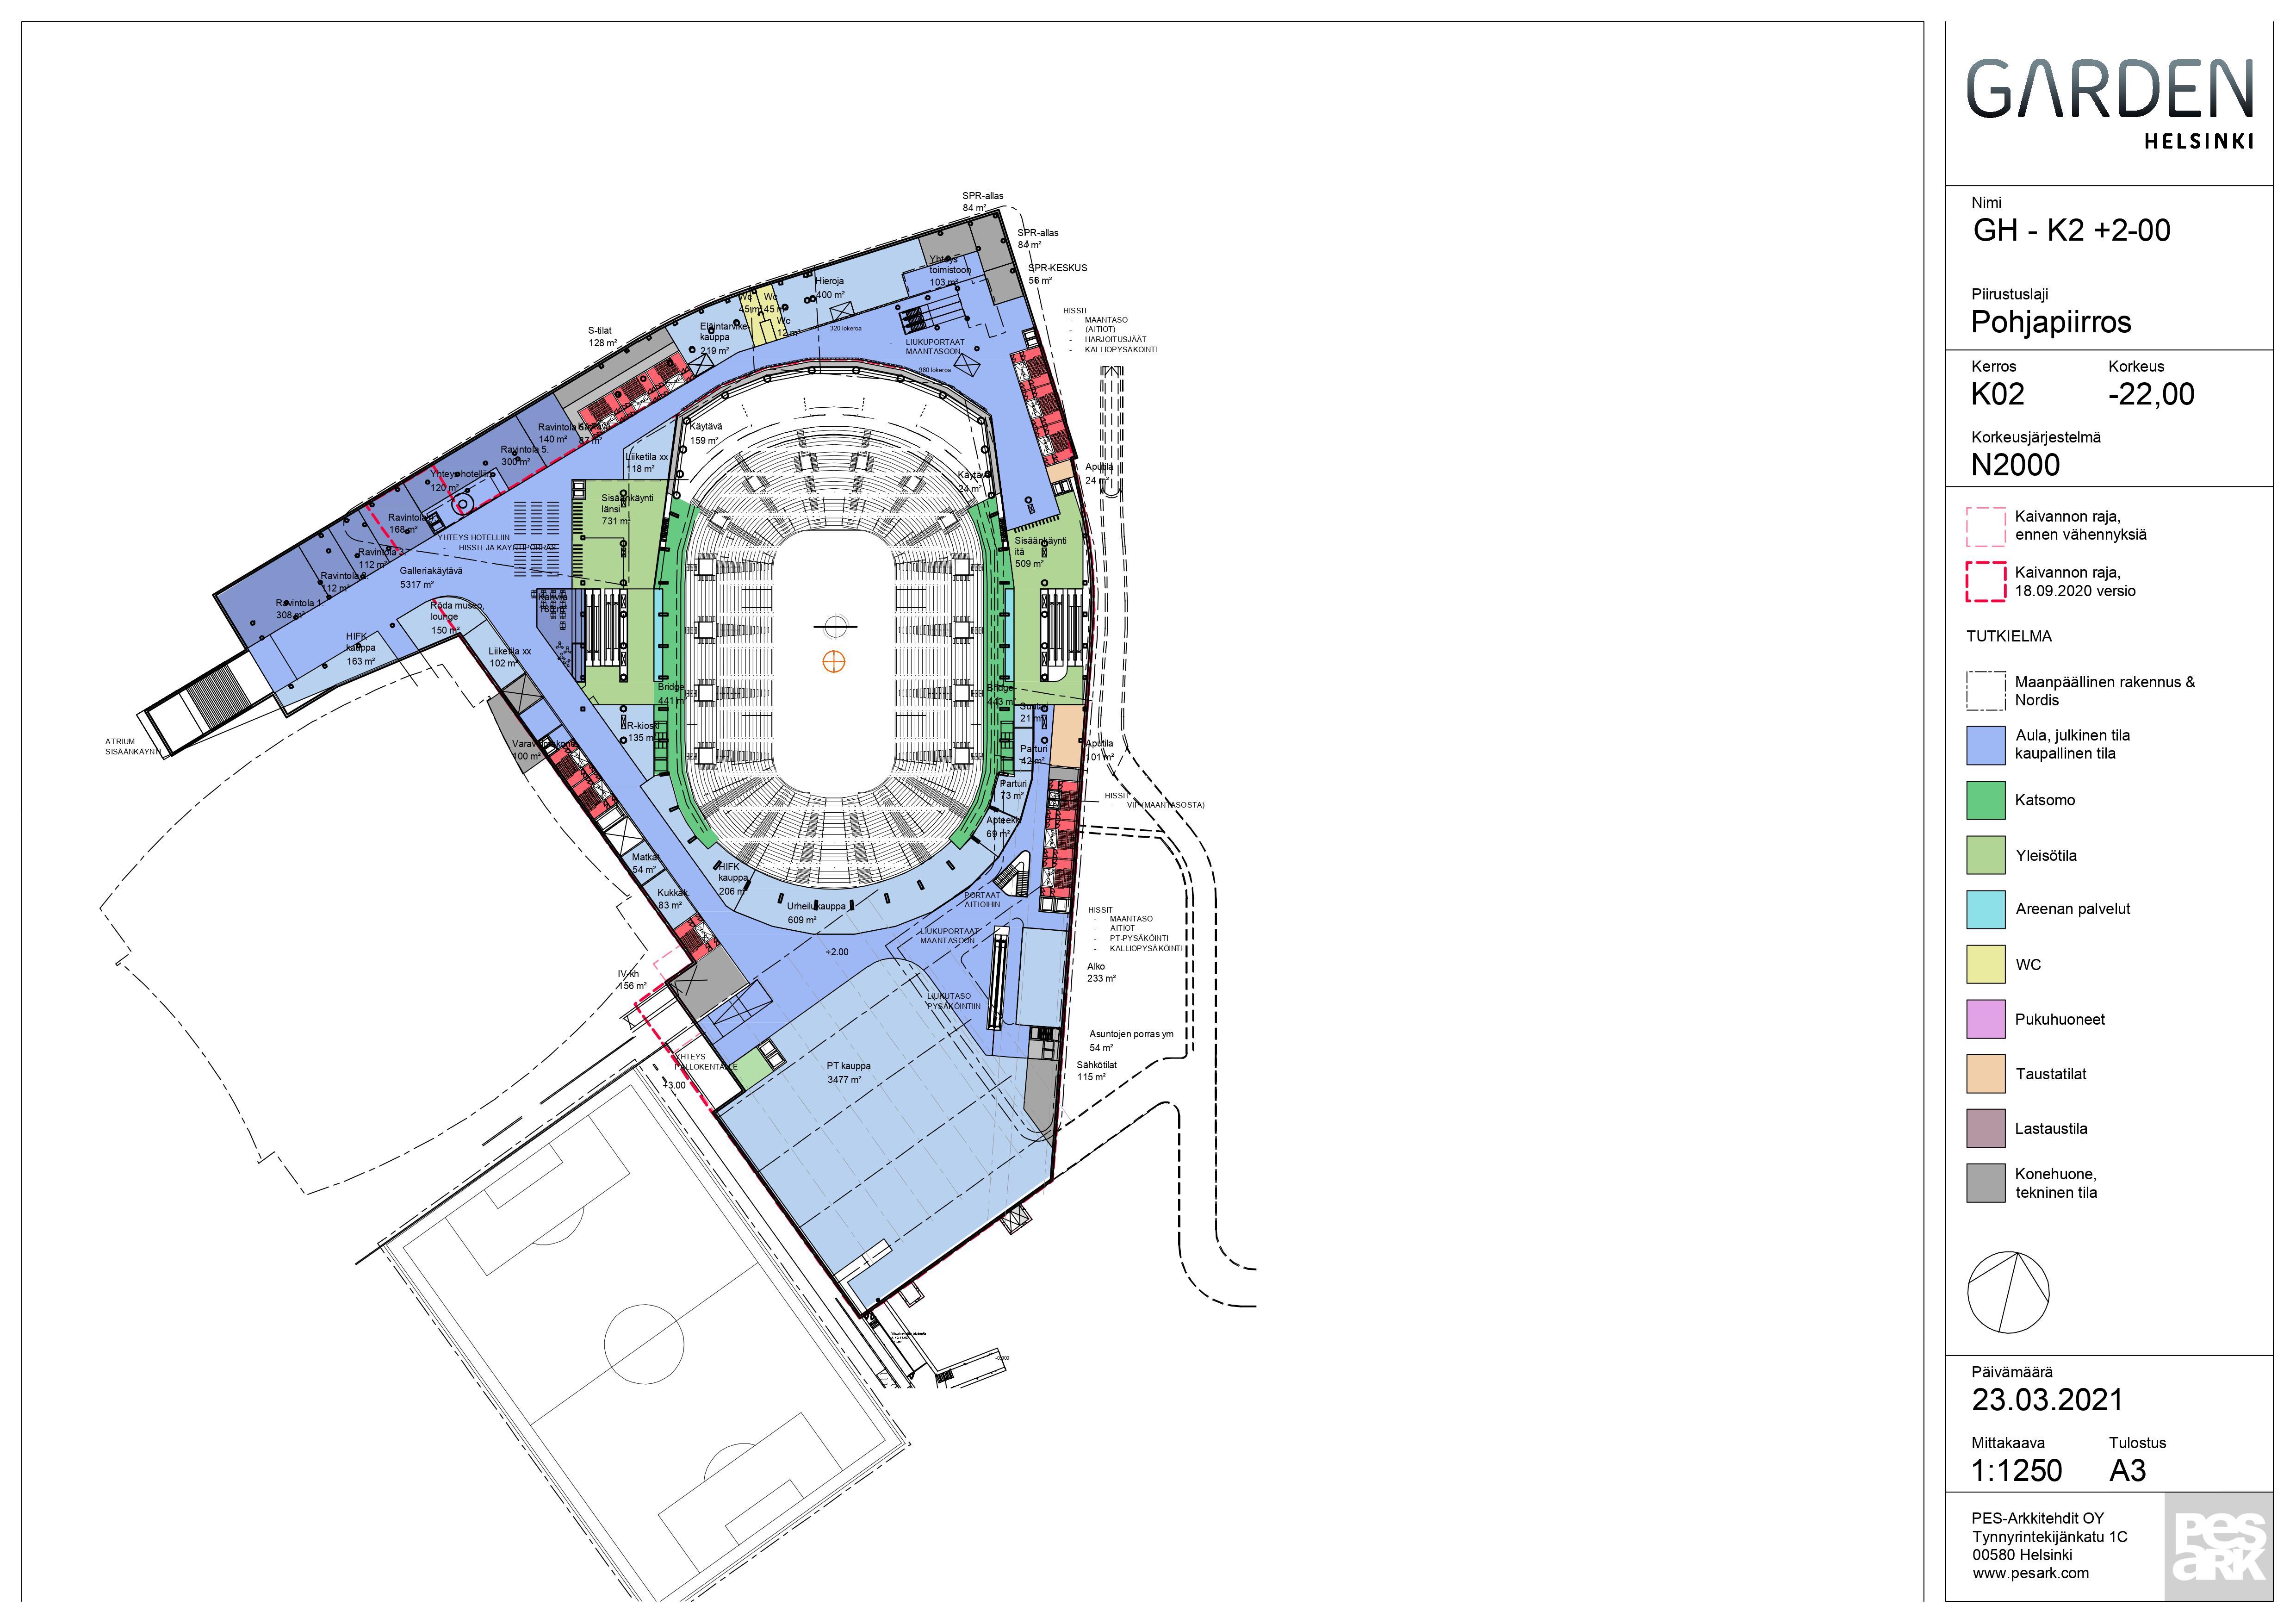 GARDEN
HELSINKI
Nimi
GH - K2 +2-00
Piirustuslaji
Pohjapiirros
Kerros
Korkeus
K02
-22,00
Korkeusjärjestelmä
N2000
Kaivannon raja,
ennen vähennyksiä
Kaivannon raja,
18.09.2020 versio
TUTKIELMA
Maanpäällinen rakennus &
Nordis
Aula, julkinen tila
kaupallinen tila
Katsomo
Yleisötila
Areenan palvelut
WC
Pukuhuoneet
Taustatilat
Lastaustila
Konehuone,
tekninen tila
Päivämäärä
23.03.2021
Mittakaava
Tulostus
1:1250
A3
PES-Arkkitehdit OY
Tynnyrintekijänkatu 1C
00580 Helsinki
www.pesark.com
PES
ARK
SPR-allas
84 m²
SPR-allas
84 m²
SPR-KESKUS
56 m²
Yhteys
toimistoon
103 m²
HISSIT
- MAANTASO
- (AITIOT)
- HARJOITUSJÄÄT
- KALLIOPYSÄKÖINTI
Hieroja
400 m²
Wc
45 m²
Wc
45 m²
Wc
12 m²
320 lokeroa
- LIUKUPORTAAT
MAANTASOON
980 lokeroa
Eläintarvike-
kauppa
219 m²
S-tilat
128 m²
Käytävä
159 m²
Käytävä
24 m²
87 m²
Ravintola 6.
140 m²
Ravintola 5.
300 m²
Yhteys hotelliin
120 m²
Ravintola 4.
168 m²
Ravintola 3.
112 m²
Ravintola 2.
112 m²
Ravintola 1.
308 m²
YHTEYS HOTELLIIN
- HISSIT JA KÄYNTIPORRAS
Galleriakäytävä
5317 m²
Liiketila xx
118 m²
Sisäänkäynti
länsi
731 m²
Aputila
24 m²
Sisäänkäynti
itä
509 m²
Röda musen,
lounge
150 m²
HIFK
kauppa
163 m²
Liiketila xx
102 m²
ATRIUM
SISÄÄNKÄYNTI
Bridge
441 m²
Bridge
443 m²
21 m²
R-kioski
135 m²
100 m²
Parturi
42 m²
Aputila
101 m²
Parturi
73 m²
HISSIT
- VIP (MAANTASOSTA)
Apteekki
69 m²
Matkat
54 m²
Kukkak.
83 m²
HIFK
kauppa
206 m²
Urheilukauppa
609 m²
PORTAAT
AITIOIHIN
HISSIT
- MAANTASO
- AITIOT
- PT-PYSÄKÖINTI
- KALLIOPYSÄKÖINTI
LIUKUPORTAAT
MAANTASOON
+2.00
IV-kh
156 m²
Alko
233 m²
LIUKUTASO
PYSÄKÖINTIIN
Asuntojen porras ym
54 m²
Sähkötilat
115 m²
YHTEYS
PALLOKENTÄLLE
+3.00
PT kauppa
3477 m²